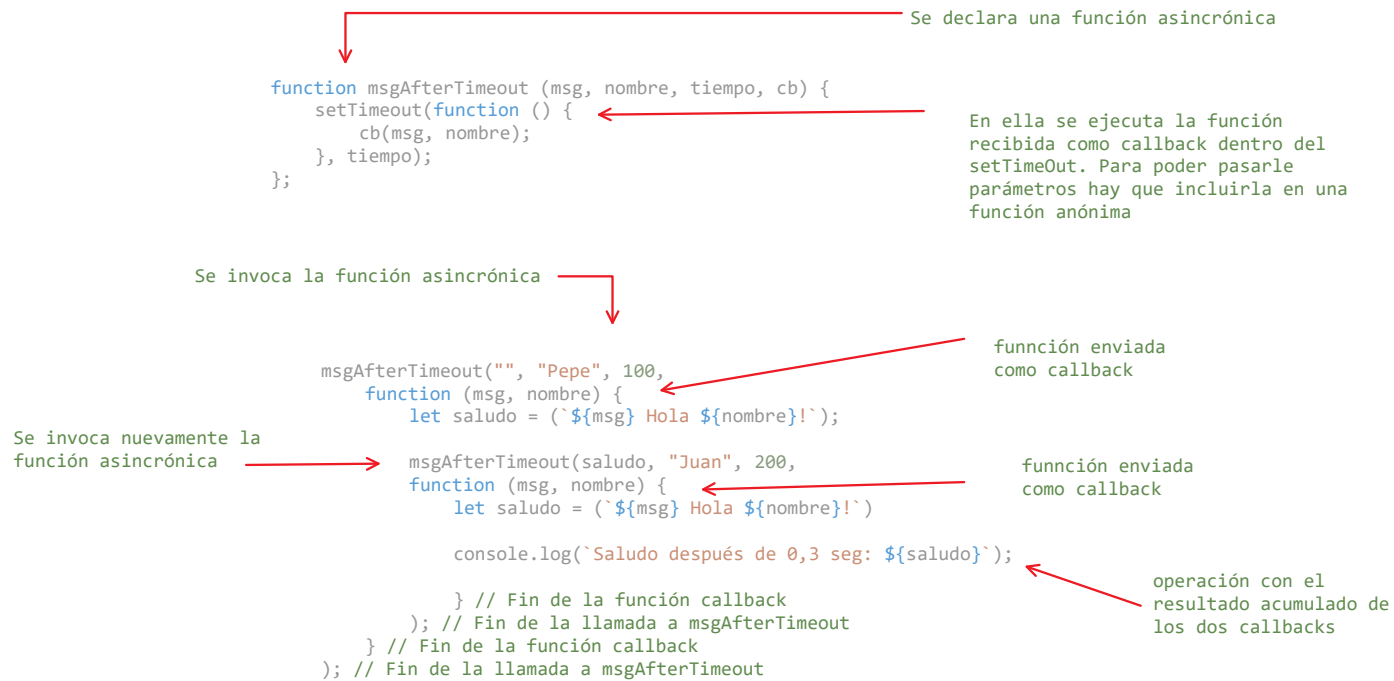 Se declara una función asincrónica
function msgAfterTimeout (msg, nombre, tiempo, cb) {
    setTimeout(function () {
        cb(msg, nombre);
    }, tiempo);
};
En ella se ejecuta la función
recibida como callback dentro del
setTimeOut. Para poder pasarle
parámetros hay que incluirla en una
función anónima
Se invoca la función asincrónica
msgAfterTimeout("", "Pepe", 100,
    function (msg, nombre) {
        let saludo = (`${msg} Hola ${nombre}!`);
funnción enviada
como callback
Se invoca nuevamente la
función asincrónica
        msgAfterTimeout(saludo, "Juan", 200,
        function (msg, nombre) {
            let saludo = (`${msg} Hola ${nombre}!`)
funnción enviada
como callback
            console.log(`Saludo después de 0,3 seg: ${saludo}`);
operación con el
resultado acumulado de
los dos callbacks
            } // Fin de la función callback
        ); // Fin de la llamada a msgAfterTimeout
    } // Fin de la función callback
); // Fin de la llamada a msgAfterTimeout